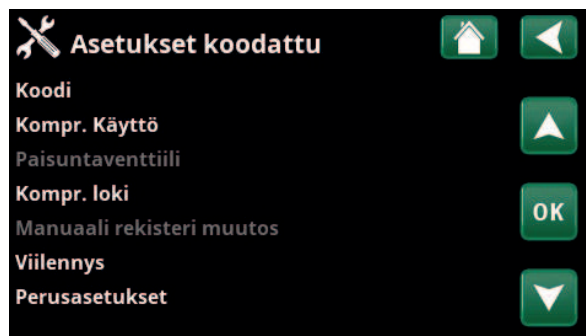 Asetukset koodattu
Koodi
Kompr. Käyttö
Paisuntaventtiili
Kompr. loki
OK
Manuaali rekisteri muutos
Viilennys
Perusasetukset